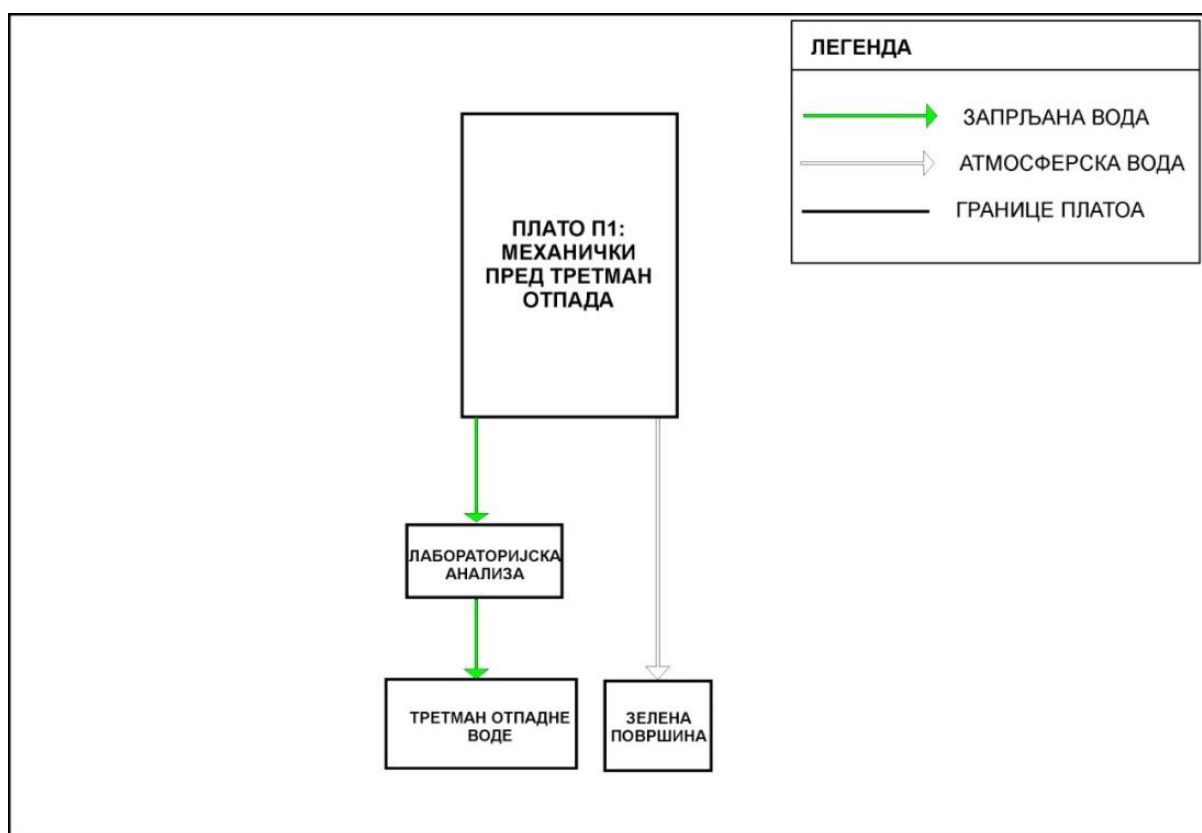 ЛЕГЕНДА
ЗАПРЉАНА ВОДА
АТМОСФЕРСКА ВОДА
ГРАНИЦЕ ПЛАТОА
ПЛАТО П1:
МЕХАНИЧКИ
ПРЕД ТРЕТМАН
ОТПАДА
ЛАБОРАТОРИЈСКА
АНАЛИЗА
ТРЕТМАН ОТПАДНЕ
ВОДЕ
ЗЕЛЕНА
ПОВРШИНА